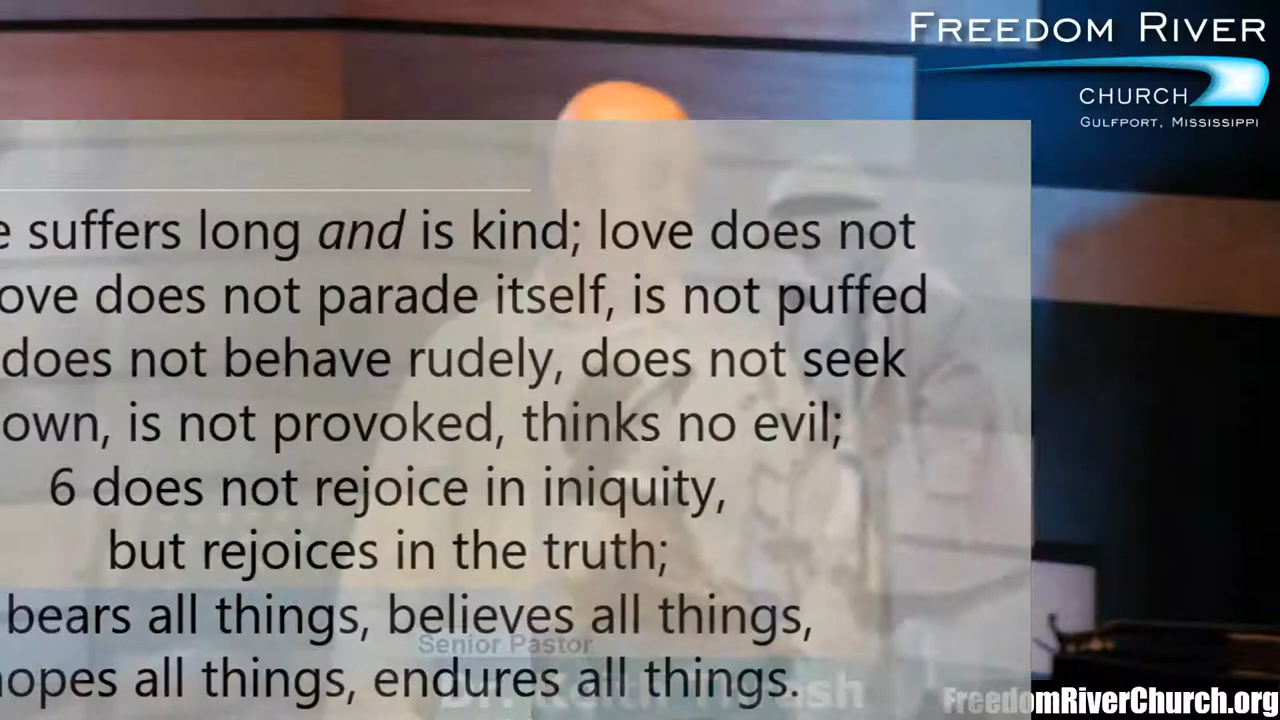 FREEDOM RIVER
CHURCH
GULFPORT, MISSISSIPPI
suffers long and is kind; love does not
ove does not parade itself, is not puffed
does not behave rudely, does not seek
own, is not provoked, thinks no evil;
6 does not rejoice in iniquity,
but rejoices in the truth;
bears all things, believes all things,
opes all things, endures all things.
Senior Pastor
Dr. Keith
FreedomRiverChurch.org